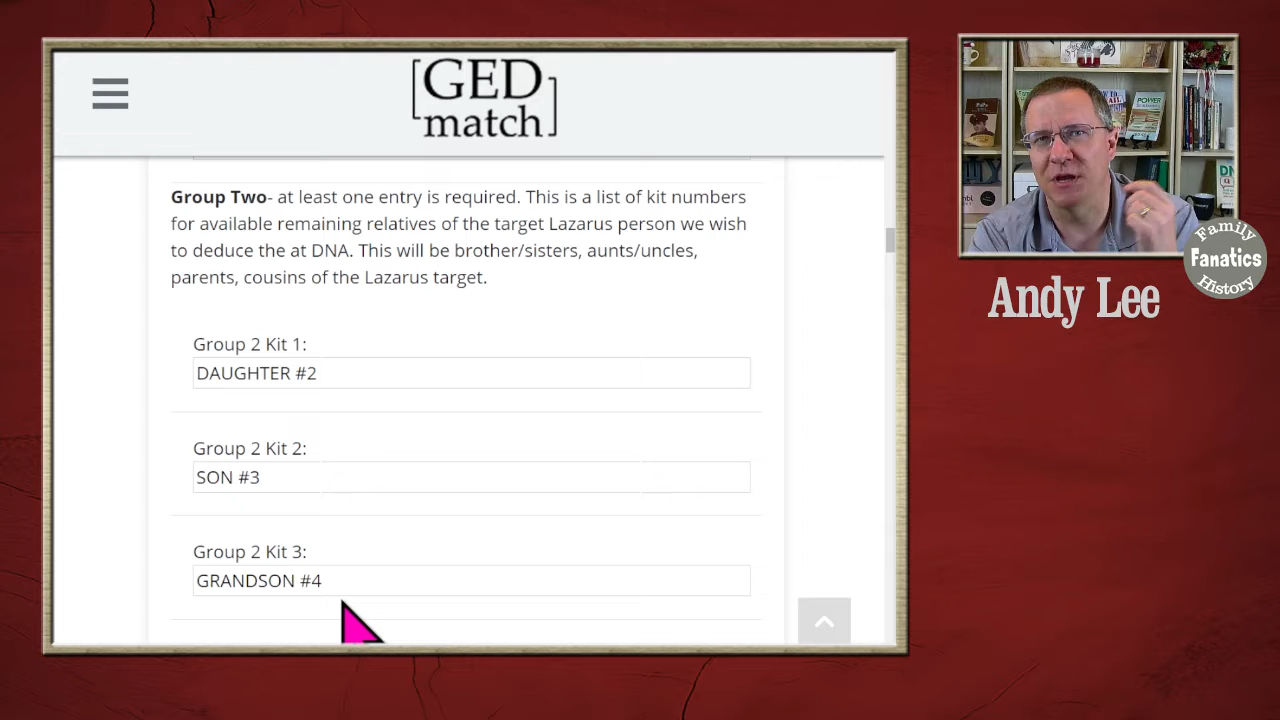 [GED
match]
Group Two- at least one entry is required. This is a list of kit numbers
for available remaining relatives of the target Lazarus person we wish
to deduce the at DNA. This will be brother/sisters, aunts/uncles,
parents, cousins of the Lazarus target.
Group 2 Kit 1:
DAUGHTER #2
Group 2 Kit 2:
SON #3
Group 2 Kit 3:
GRANDSON #4
POWER
Family
Fanatics
History
Andy Lee